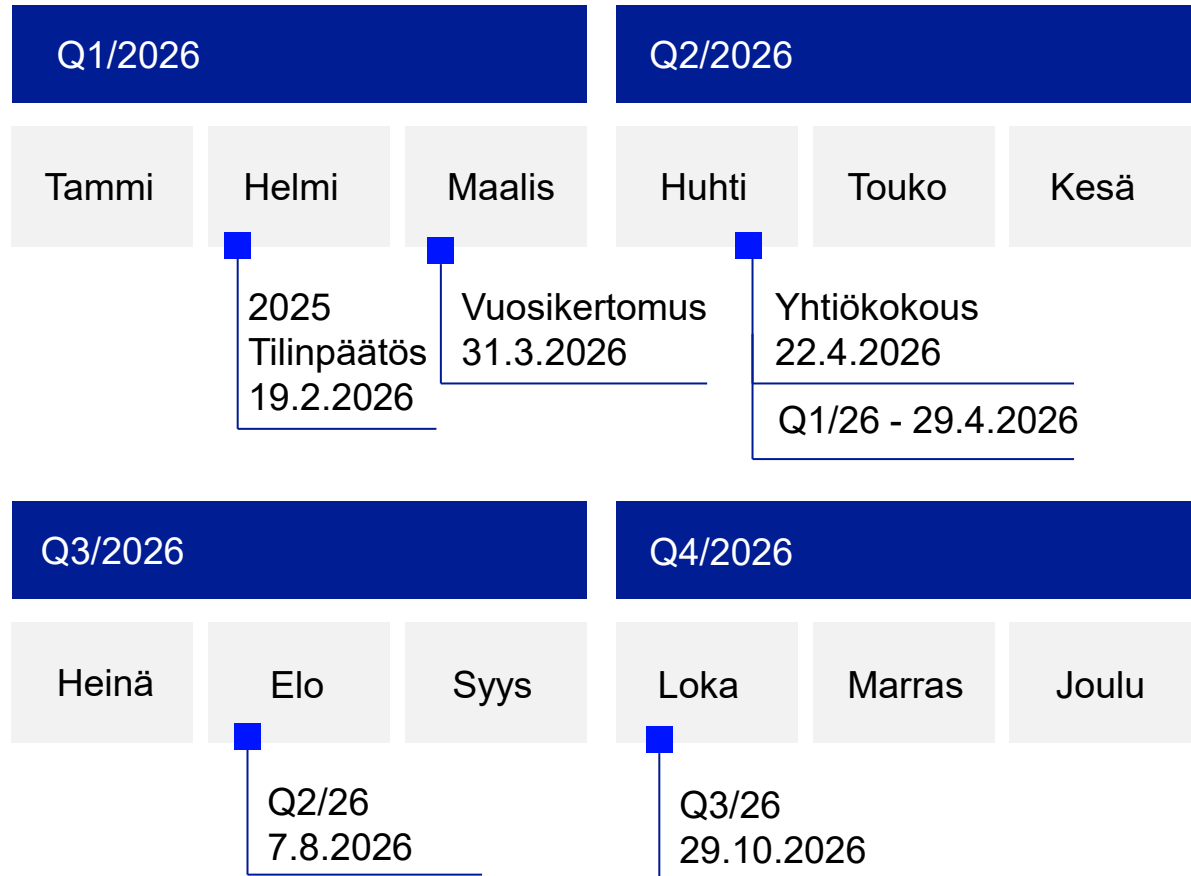 Q1/2026
Q2/2026
Tammi
Helmi
Maalis
Huhti
Touko
Kesä
2025
Tilinpäätös
19.2.2026
Vuosikertomus
31.3.2026
Yhtiökokous
22.4.2026
Q1/26 - 29.4.2026
Q3/2026
Q4/2026
Heinä
Elo
Syys
Loka
Marras
Joulu
Q2/26
7.8.2026
Q3/26
29.10.2026